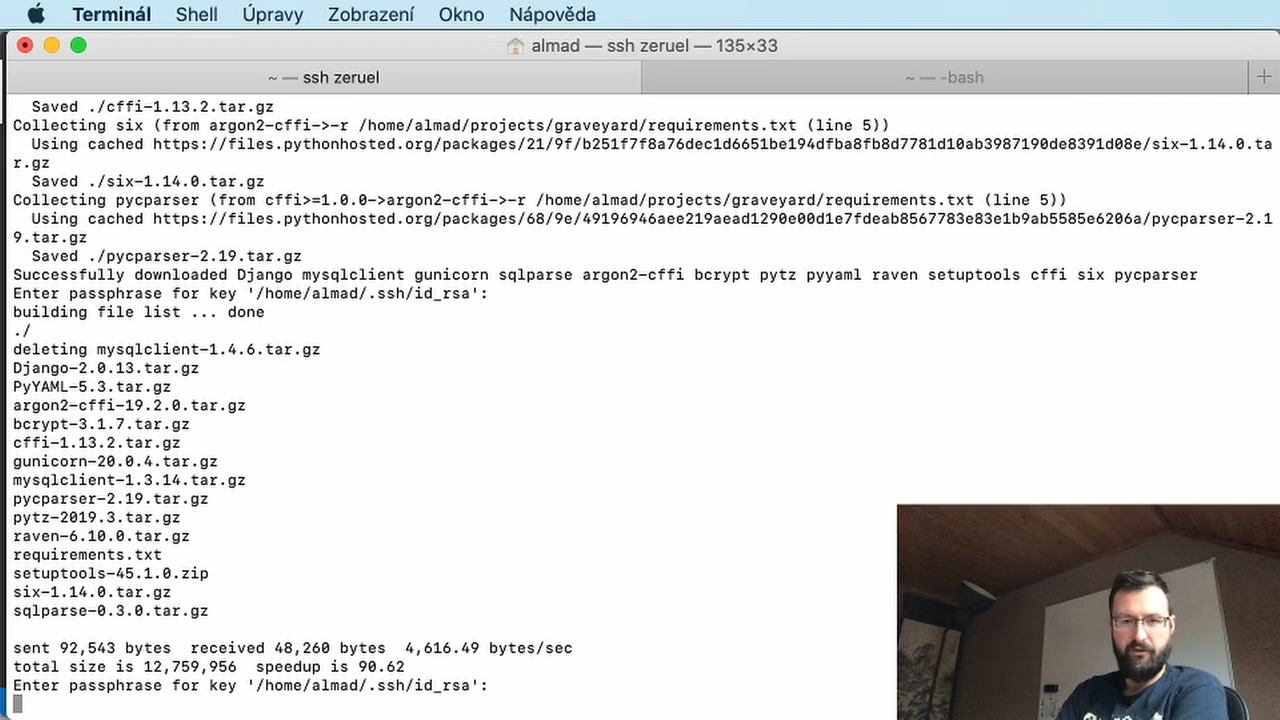 Terminál Shell Úpravy Zobrazení Okno Nápověda
almad — ssh zeruel — 135×33
~ — ssh zeruel ~ — -bash +
Saved ./cffi-1.13.2.tar.gz
Collecting six (from argon2-cffi->-r /home/almad/projects/graveyard/requirements.txt (line 5))
Using cached https://files.pythonhosted.org/packages/21/9f/b251f7f8a76dec1d6651be194dfba8fb8d7781d10ab3987190de8391d08e/six-1.14.0.ta
r.gz
Saved ./six-1.14.0.tar.gz
Collecting pycparser (from cffi>=1.0.0->argon2-cffi->-r /home/almad/projects/graveyard/requirements.txt (line 5))
Using cached https://files.pythonhosted.org/packages/68/9e/49196946aee219aead1290e00d1e7fdeab8567783e83e1b9ab5585e6206a/pycparser-2.1
9.tar.gz
Saved ./pycparser-2.19.tar.gz
Successfully downloaded Django mysqlclient gunicorn sqlparse argon2-cffi bcrypt pytz pyyaml raven setuptools cffi six pycparser
Enter passphrase for key '/home/almad/.ssh/id_rsa':
building file list ... done
./
deleting mysqlclient-1.4.6.tar.gz
Django-2.0.13.tar.gz
PyYAML-5.3.tar.gz
argon2-cffi-19.2.0.tar.gz
bcrypt-3.1.7.tar.gz
cffi-1.13.2.tar.gz
gunicorn-20.0.4.tar.gz
mysqlclient-1.3.14.tar.gz
pycparser-2.19.tar.gz
pytz-2019.3.tar.gz
raven-6.10.0.tar.gz
requirements.txt
setuptools-45.1.0.zip
six-1.14.0.tar.gz
sqlparse-0.3.0.tar.gz
sent 92,543 bytes  received 48,260 bytes  4,616.49 bytes/sec
total size is 12,759,956  speedup is 90.62
Enter passphrase for key '/home/almad/.ssh/id_rsa':